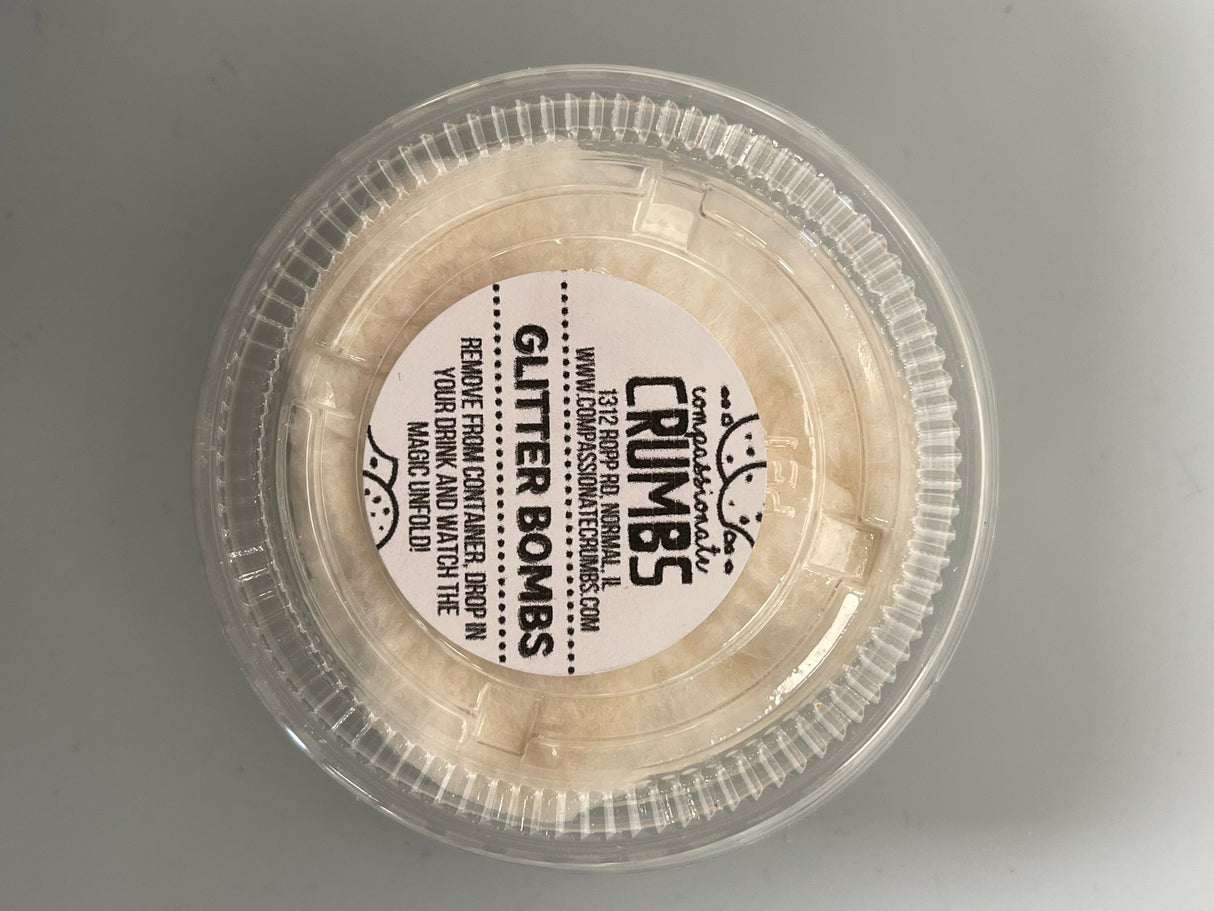 compassionate
CRUMBS
1312 ROPP RD. NORMAL, IL
WWW.COMPASSIONATECRUMBS.COM
GLITTER BOMBS
REMOVE FROM CONTAINER, DROP IN
YOUR DRINK AND WATCH THE
MAGIC UNFOLD!